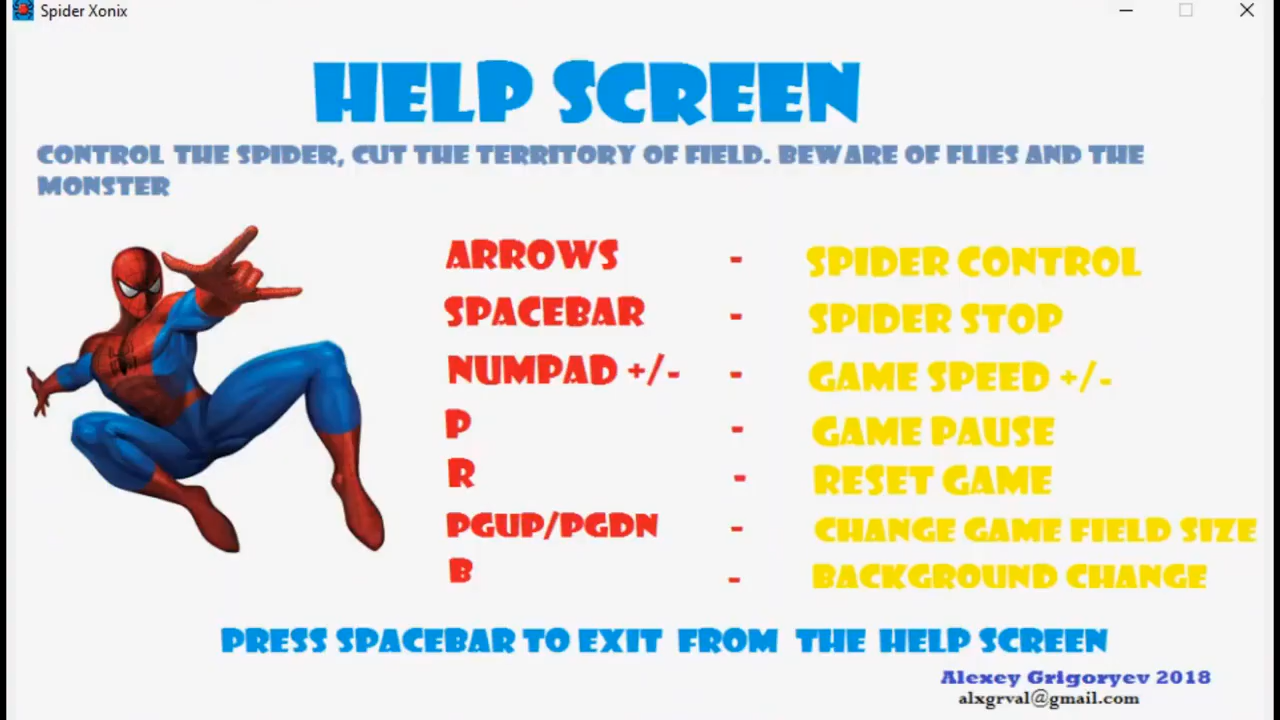 Spider Xonix
HELP SCREEN
CONTROL THE SPIDER, CUT THE TERRITORY OF FIELD. BEWARE OF FLIES AND THE
MONSTER
ARROWS - SPIDER CONTROL
SPACEBAR - SPIDER STOP
NUMPAD +/- - GAME SPEED +/-
P - GAME PAUSE
R - RESET GAME
PGUP/PGDN - CHANGE GAME FIELD SIZE
B - BACKGROUND CHANGE
PRESS SPACEBAR TO EXIT FROM THE HELP SCREEN
Alexey Grigoryev 2018
alxgrval@gmail.com